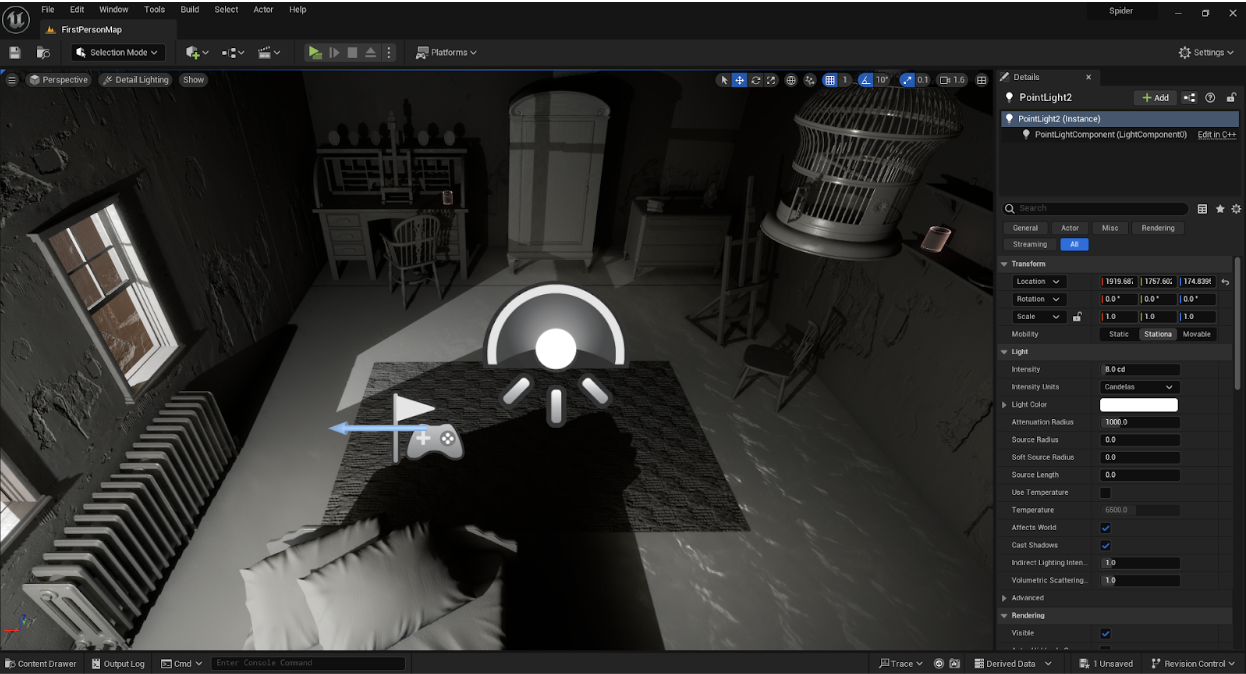 File Edit Window Tools Build Select Actor Help
Spider
FirstPersonMap
Selection Mode
Platforms
Settings
Perspective Detail Lighting Show
1 10° 0.1 1.6
Details
PointLight2
Add
PointLight2 (Instance)
PointLightComponent (LightComponent0) Edit in C++
Search
General Actor Misc Rendering
Streaming All
Transform
Location 1919.687 1757.602 174.8395
Rotation 0.0° 0.0° 0.0°
Scale 1.0 1.0 1.0
Mobility Static Stationa Movable
Light
Intensity 8.0 cd
Intensity Units Candelas
Light Color
Attenuation Radius 1000.0
Source Radius 0.0
Soft Source Radius 0.0
Source Length 0.0
Use Temperature
Temperature 6500.0
Affects World
Cast Shadows
Indirect Lighting Inten... 1.0
Volumetric Scattering... 1.0
Advanced
Rendering
Visible
Content Drawer Output Log Cmd Enter Console Command
Trace Derived Data 1 Unsaved Revision Control